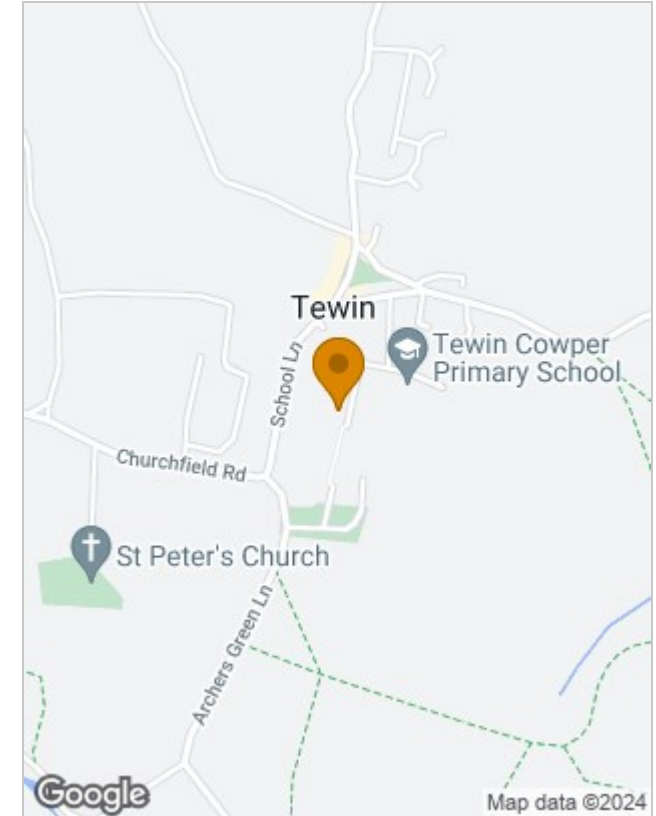 Tewin
School Ln
Tewin Cowper
Primary School
Churchfield Rd
St Peter's Church
Archers Green Ln
Google
Map data ©2024